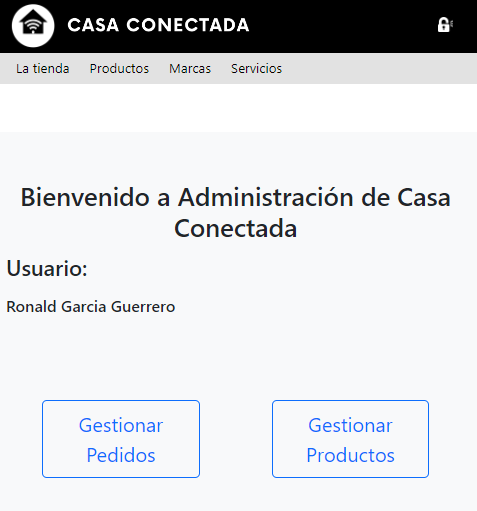 CASA CONECTADA
La tienda Productos Marcas Servicios
Bienvenido a Administración de Casa
Conectada
Usuario:
Ronald Garcia Guerrero
Gestionar
Pedidos
Gestionar
Productos